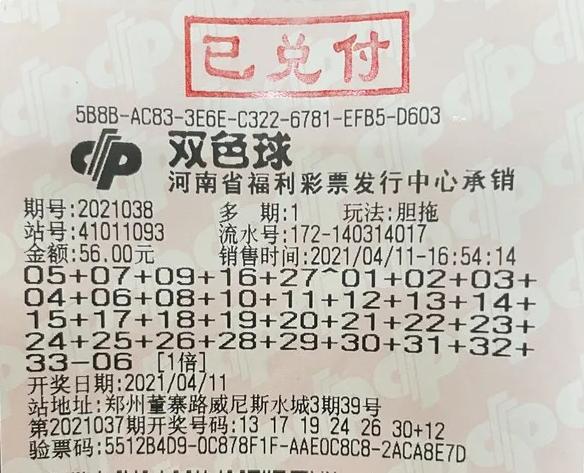 已兑付
5B8B-AC83-3E6E-C322-6781-EFB5-D603
双色球
河南省福利彩票发行中心承销
期号:2021038 多 期:1 玩法:胆拖
站号:41011093 流水号:172-140314017
金额:56.00元 销售时间:2021/04/11-16:54:14
05+07+09+16+27^01+02+03+
04+06+08+10+11+12+13+14+
15+17+18+19+20+21+22+23+
24+25+26+28+29+30+31+32+
33-06 [1倍]
开奖日期:2021/04/11
站地址:郑州董寨路威尼斯水城3期39号
第2021037期开奖号码:13 17 19 24 26 30+12
验票码:5512B4D9-0C878F1F-AAE0C8C8-2ACA8E7D